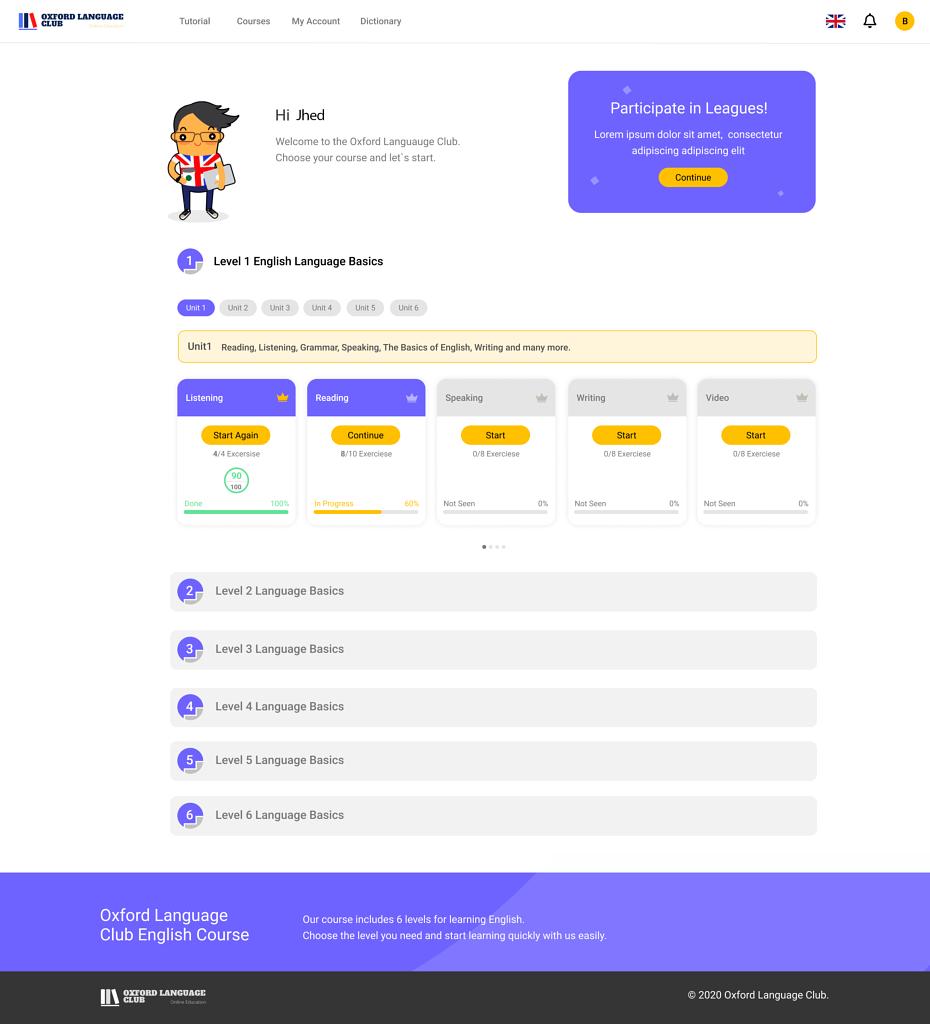 OXFORD LANGUAGE
CLUB
Tutorial
Courses
My Account
Dictionary
B
Hi Jhed
Welcome to the Oxford Languauge Club.
Choose your course and let`s start.
Participate in Leagues!
Lorem ipsum dolor sit amet, consectetur
adipiscing adipiscing elit
Continue
1 Level 1 English Language Basics
Unit 1
Unit 2
Unit 3
Unit 4
Unit 5
Unit 6
Unit1 Reading, Listening, Grammar, Speaking, The Basics of English, Writing and many more.
Listening
Start Again
4/4 Excersise
90
100
Done 100%
Reading
Continue
8/10 Exerciese
In Progress 60%
Speaking
Start
0/8 Exerciese
Not Seen 0%
Writing
Start
0/8 Exerciese
Not Seen 0%
Video
Start
0/8 Exerciese
Not Seen 0%
2 Level 2 Language Basics
3 Level 3 Language Basics
4 Level 4 Language Basics
5 Level 5 Language Basics
6 Level 6 Language Basics
Oxford Language
Club English Course
Our course includes 6 levels for learning English.
Choose the level you need and start learning quickly with us easily.
OXFORD LANGUAGE
CLUB
Online Education
© 2020 Oxford Language Club.